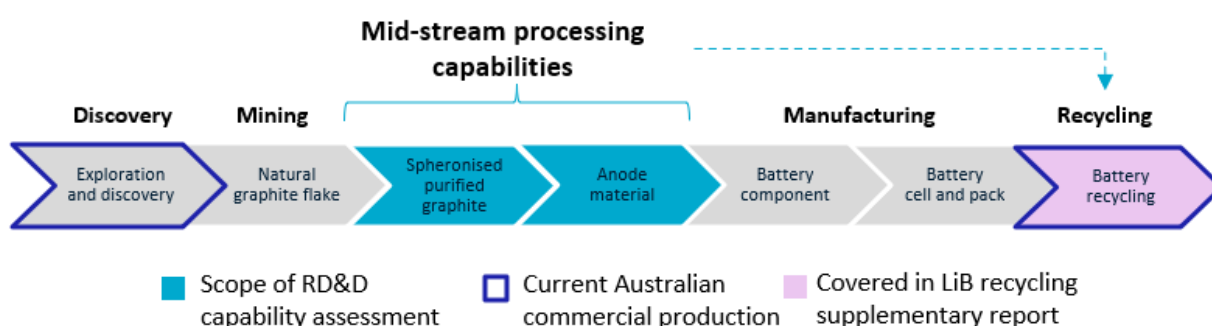 Mid-stream processing
capabilities
Discovery
Mining
Manufacturing
Recycling
Exploration
and discovery
Natural
graphite flake
Spheronised
purified
graphite
Anode
material
Battery
component
Battery
cell and pack
Battery
recycling
Scope of RD&D
capability assessment
Current Australian
commercial production
Covered in LiB recycling
supplementary report